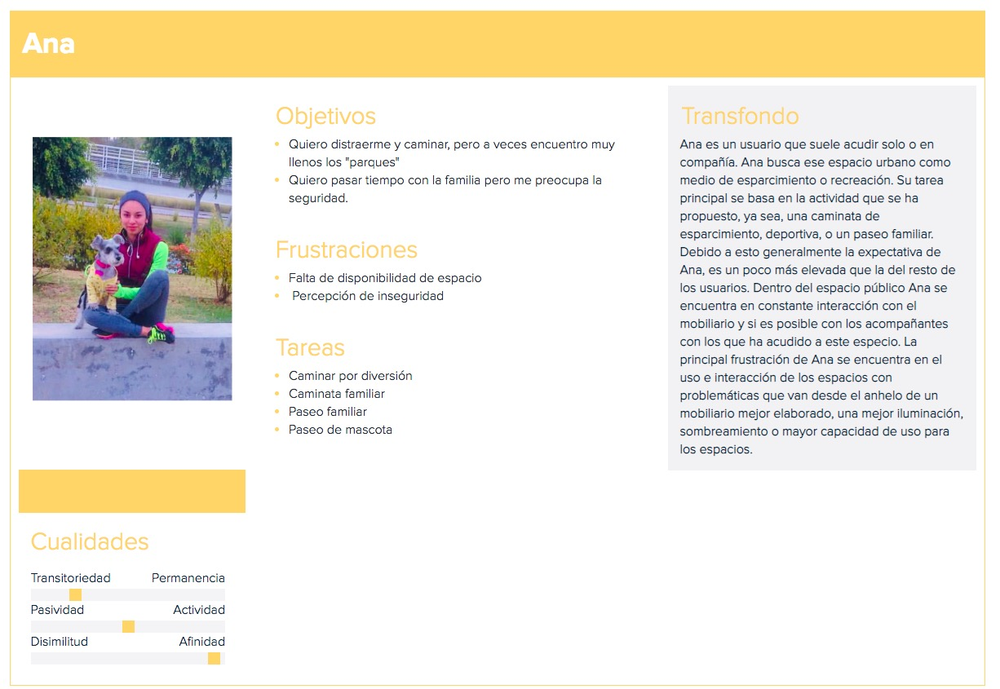 Ana
Objetivos
Quiero distraerme y caminar, pero a veces encuentro muy
llenos los "parques"
Quiero pasar tiempo con la familia pero me preocupa la
seguridad.
Frustraciones
Falta de disponibilidad de espacio
Percepción de inseguridad
Tareas
Caminar por diversión
Caminata familiar
Paseo familiar
Paseo de mascota
Transfondo
Ana es un usuario que suele acudir solo o en
compañía. Ana busca ese espacio urbano como
medio de esparcimiento o recreación. Su tarea
principal se basa en la actividad que se ha
propuesto, ya sea, una caminata de
esparcimiento, deportiva, o un paseo familiar.
Debido a esto generalmente la expectativa de
Ana, es un poco más elevada que la del resto de
los usuarios. Dentro del espacio público Ana se
encuentra en constante interacción con el
mobiliario y si es posible con los acompañantes
con los que ha acudido a este especio. La
principal frustración de Ana se encuentra en el
uso e interacción de los espacios con
problemáticas que van desde el anhelo de un
mobiliario mejor elaborado, una mejor iluminación,
sombreamiento o mayor capacidad de uso para
los espacios.
Cualidades
Transitoriedad Permanencia
Pasividad Actividad
Disimilitud Afinidad